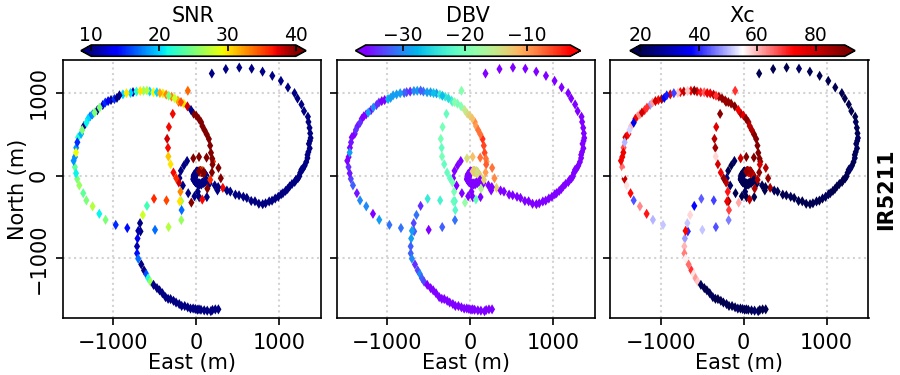 SNR DBV Xc
10 20 30 40 −30 −20 −10 20 40 60 80
North (m)
1000
0
−1000
−1000 0 1000 −1000 0 1000 −1000 0 1000
East (m) East (m) East (m)
IR5211